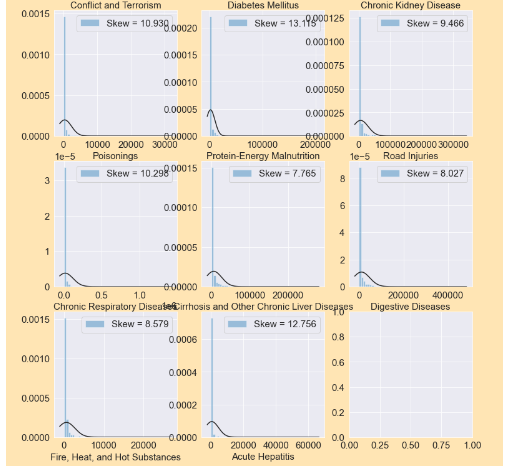 Conflict and Terrorism Diabetes Mellitus Chronic Kidney Disease
0.0015 0.0010 0.0005 0.0000
Skew = 10.930
0 10000 20000 30000
0.00020 0.00015 0.00010 0.00005 0.00000
Skew = 13.115
0 100000 200000
0.000125 0.000100 0.000075 0.000050 0.000025 0.000000
Skew = 9.466
0 100000 200000 300000
Poisonings Protein-Energy Malnutrition Road Injuries
1e−5
3 2 1 0
Skew = 10.298
0.0 0.5 1.0
1e6
0.00015 0.00010 0.00005 0.00000
Skew = 7.765
0 100000 200000
1e−5
8 6 4 2 0
Skew = 8.027
0 200000 400000
Chronic Respiratory Diseases Cirrhosis and Other Chronic Liver Diseases Digestive Diseases
0.0015 0.0010 0.0005 0.0000
Skew = 8.579
0 10000 20000
Fire, Heat, and Hot Substances
0.0006 0.0004 0.0002 0.0000
Skew = 12.756
0 20000 40000 60000
Acute Hepatitis
1.0 0.8 0.6 0.4 0.2 0.0
0.00 0.25 0.50 0.75 1.00